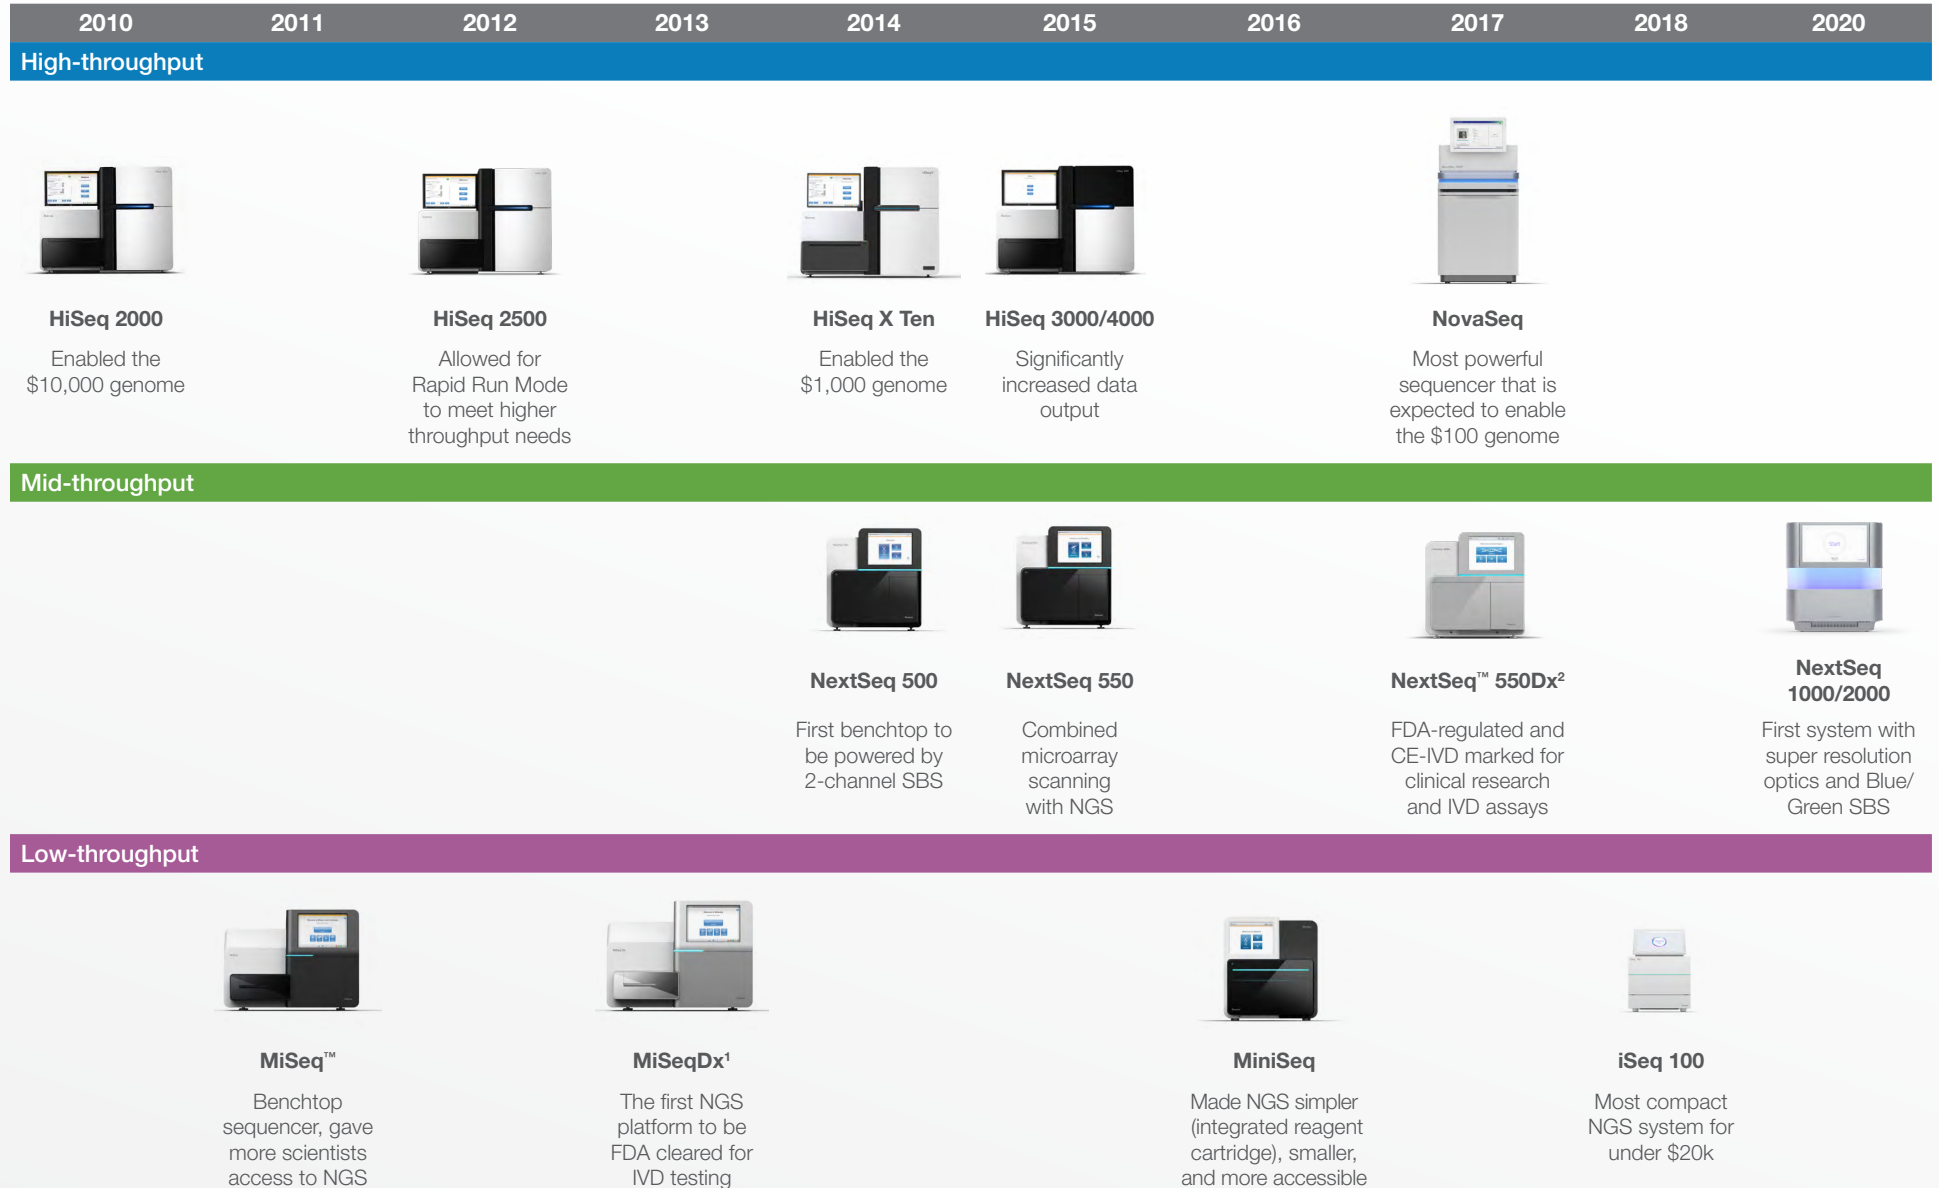 2010 2011 2012 2013 2014 2015 2016 2017 2018 2020
High-throughput
HiSeq 2000
Enabled the
$10,000 genome
HiSeq 2500
Allowed for
Rapid Run Mode
to meet higher
throughput needs
HiSeq X Ten
Enabled the
$1,000 genome
HiSeq 3000/4000
Significantly
increased data
output
NovaSeq
Most powerful
sequencer that is
expected to enable
the $100 genome
Mid-throughput
NextSeq 500
First benchtop to
be powered by
2-channel SBS
NextSeq 550
Combined
microarray
scanning
with NGS
NextSeq™ 550Dx²
FDA-regulated and
CE-IVD marked for
clinical research
and IVD assays
Start
NextSeq
1000/2000
First system with
super resolution
optics and Blue/
Green SBS
Low-throughput
MiSeq™
Benchtop
sequencer, gave
more scientists
access to NGS
MiSeqDx¹
The first NGS
platform to be
FDA cleared for
IVD testing
MiniSeq
Made NGS simpler
(integrated reagent
cartridge), smaller,
and more accessible
iSeq 100
Most compact
NGS system for
under $20k